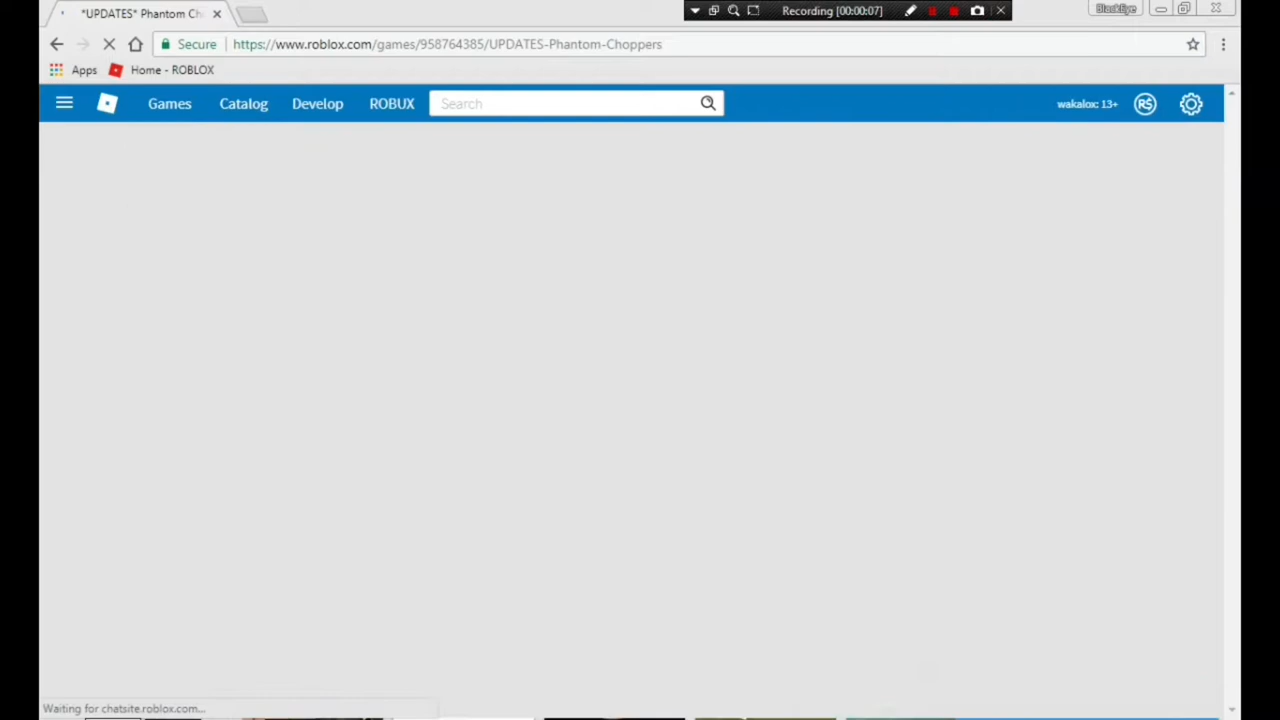 *UPDATES* Phantom Ch
Recording [00:00:07]
BlackEye
Secure
https://www.roblox.com/games/958764385/UPDATES-Phantom-Choppers
Apps
Home - ROBLOX
Games
Catalog
Develop
ROBUX
Search
wakalox: 13+
R$
Waiting for chatsite.roblox.com...